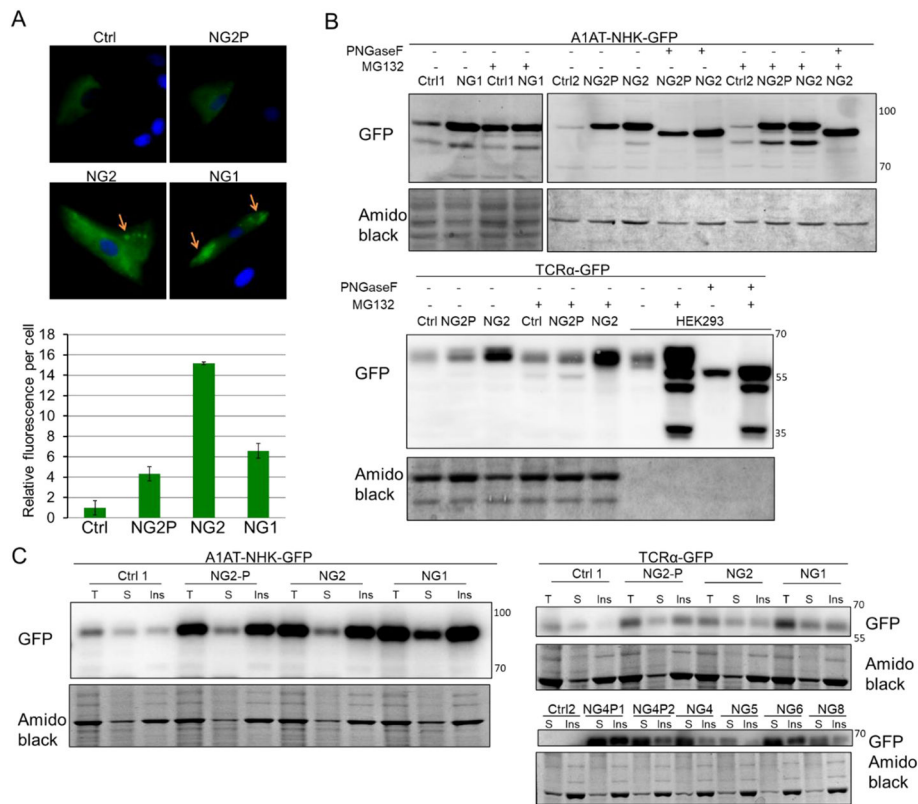 A
Ctrl NG2P
NG2 NG1
Relative fluorescence per cell
18
16
14
12
10
8
6
4
2
0
Ctrl NG2P NG2 NG1
B
A1AT-NHK-GFP
PNGaseF - - - - - - - + + - - - +
MG132 - - + + - - - - - + + + +
Ctrl1 NG1 Ctrl1 NG1 Ctrl2 NG2P NG2 NG2P NG2 Ctrl2 NG2P NG2 NG2
GFP
100
70
Amido
black
TCRα-GFP
PNGaseF - - - - - - - - + +
MG132 - - - + + + - + - +
Ctrl NG2P NG2 Ctrl NG2P NG2 HEK293
GFP
70
55
35
Amido
black
C
A1AT-NHK-GFP
Ctrl 1 NG2-P NG2 NG1
T S Ins T S Ins T S Ins T S Ins
GFP
100
70
Amido
black
TCRα-GFP
Ctrl 1 NG2-P NG2 NG1
T S Ins T S Ins T S Ins T S Ins
70
55
GFP
Amido
black
Ctrl2 NG4P1 NG4P2 NG4 NG5 NG6 NG8
S Ins S Ins S Ins S Ins S Ins S Ins S Ins
70
GFP
Amido
black